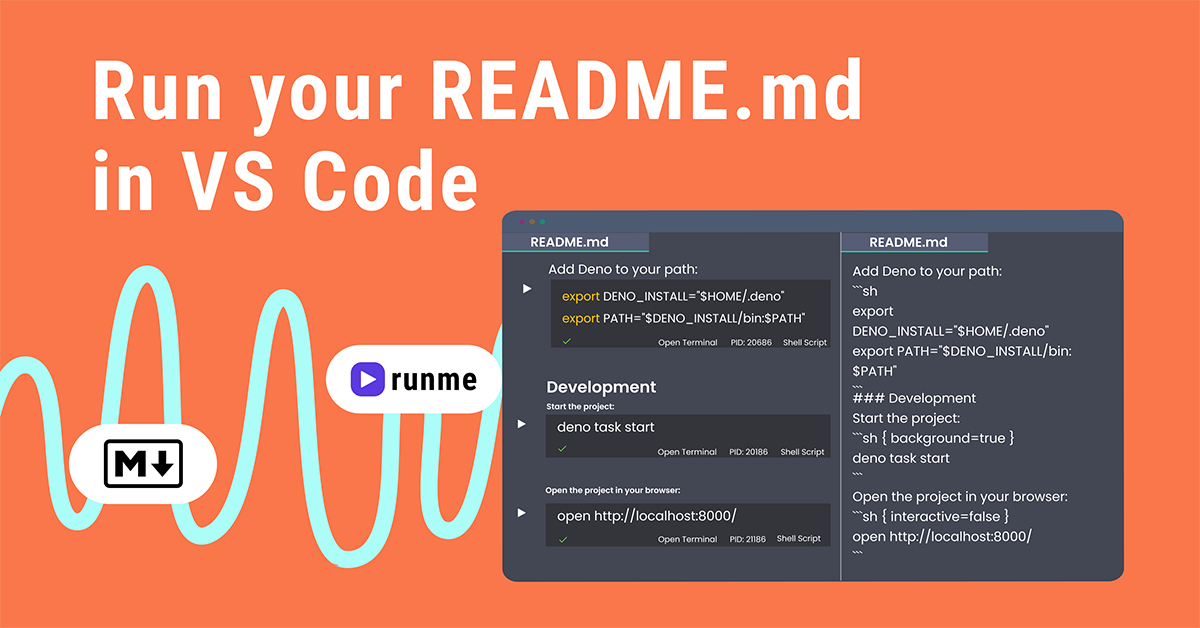 Run your README.md
in VS Code
runme
M
README.md
Add Deno to your path:
export DENO_INSTALL="$HOME/.deno"
export PATH="$DENO_INSTALL/bin:$PATH"
Open Terminal PID: 20686 Shell Script
Development
Start the project:
deno task start
Open Terminal PID: 20186 Shell Script
Open the project in your browser:
open http://localhost:8000/
Open Terminal PID: 21186 Shell Script
README.md
Add Deno to your path:
```sh
export
DENO_INSTALL="$HOME/.deno"
export PATH="$DENO_INSTALL/bin:
$PATH"
```
### Development
Start the project:
```sh { background=true }
deno task start
```
Open the project in your browser:
```sh { interactive=false }
open http://localhost:8000/
```